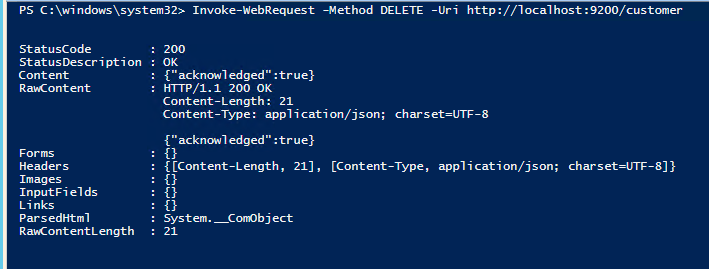 PS C:\windows\system32> Invoke-WebRequest -Method DELETE -Uri http://localhost:9200/customer
StatusCode : 200
StatusDescription : OK
Content : {"acknowledged":true}
RawContent : HTTP/1.1 200 OK
Content-Length: 21
Content-Type: application/json; charset=UTF-8
{"acknowledged":true}
Forms : {}
Headers : {[Content-Length, 21], [Content-Type, application/json; charset=UTF-8]}
Images : {}
InputFields : {}
Links : {}
ParsedHtml : System.__ComObject
RawContentLength : 21